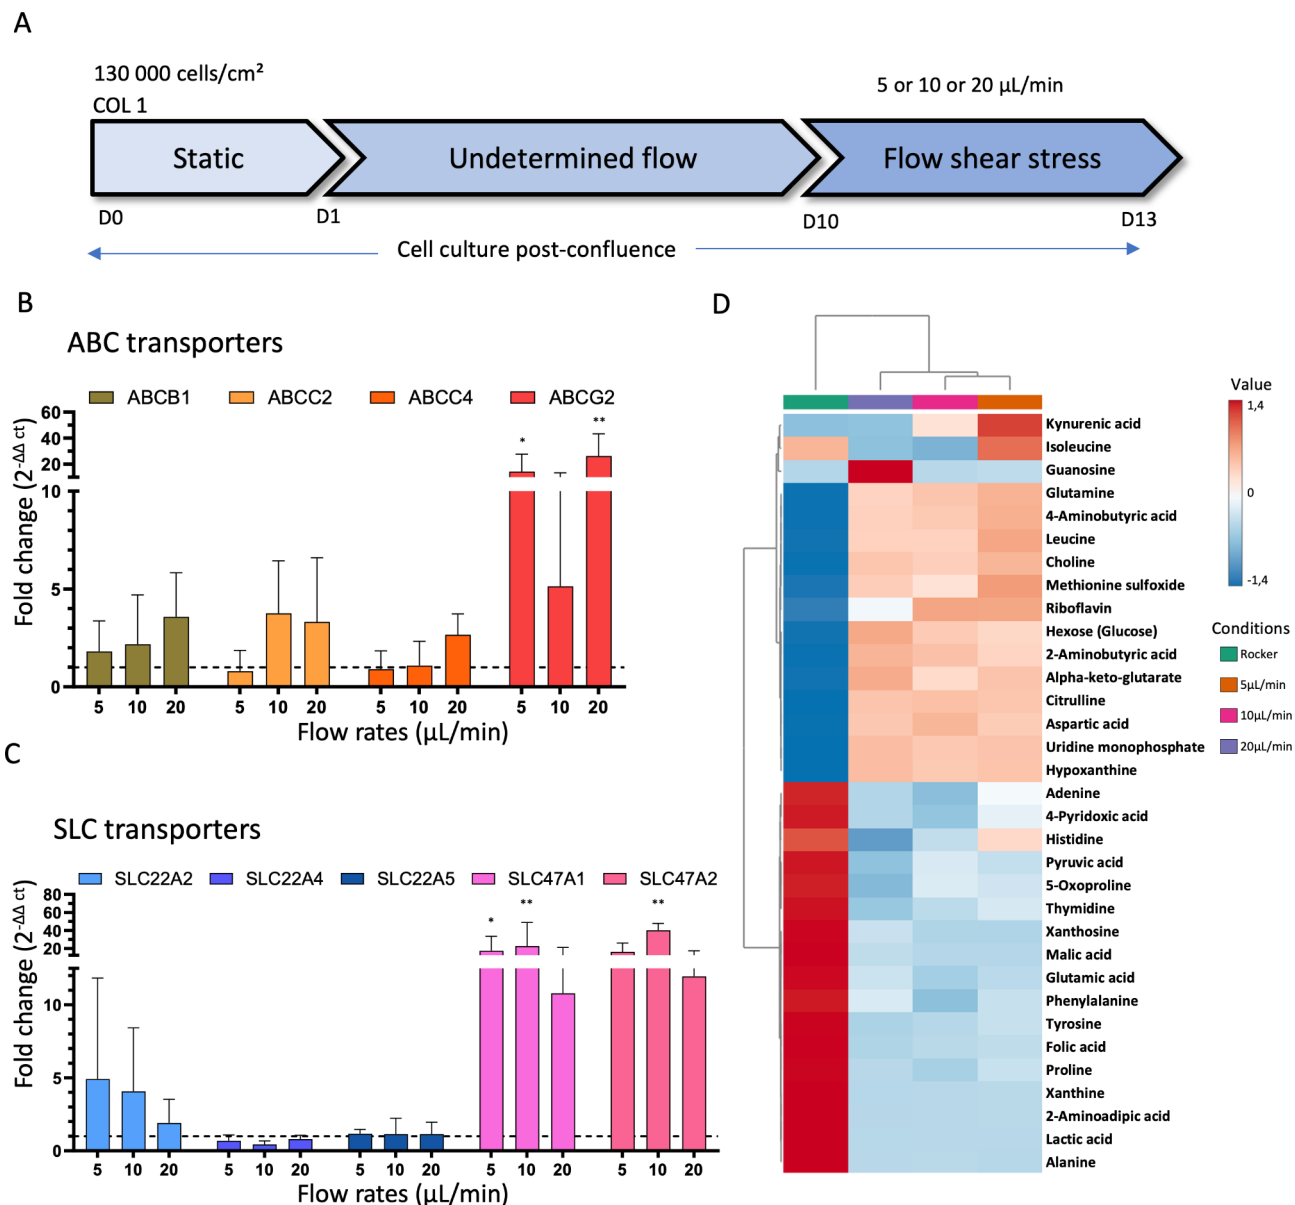 A
130 000 cells/cm²
COL 1
5 or 10 or 20 µL/min
Static
Undetermined flow
Flow shear stress
D0
D1
D10
D13
Cell culture post-confluence
B
ABC transporters
ABCB1 ABCC2 ABCC4 ABCG2
Fold change (2^-ΔΔ ct)
60
40
20
10
5
0
* **
5 10 20 5 10 20 5 10 20 5 10 20
Flow rates (µL/min)
C
SLC transporters
SLC22A2 SLC22A4 SLC22A5 SLC47A1 SLC47A2
Fold change (2^-ΔΔ ct)
80
60
40
20
10
5
0
* ** **
5 10 20 5 10 20 5 10 20 5 10 20 5 10 20
Flow rates (µL/min)
D
Kynurenic acid
Isoleucine
Guanosine
Glutamine
4-Aminobutyric acid
Leucine
Choline
Methionine sulfoxide
Riboflavin
Hexose (Glucose)
2-Aminobutyric acid
Alpha-keto-glutarate
Citrulline
Aspartic acid
Uridine monophosphate
Hypoxanthine
Adenine
4-Pyridoxic acid
Histidine
Pyruvic acid
5-Oxoproline
Thymidine
Xanthosine
Malic acid
Glutamic acid
Phenylalanine
Tyrosine
Folic acid
Proline
Xanthine
2-Aminoadipic acid
Lactic acid
Alanine
Value
1,4
0
-1,4
Conditions
Rocker
5µL/min
10µL/min
20µL/min